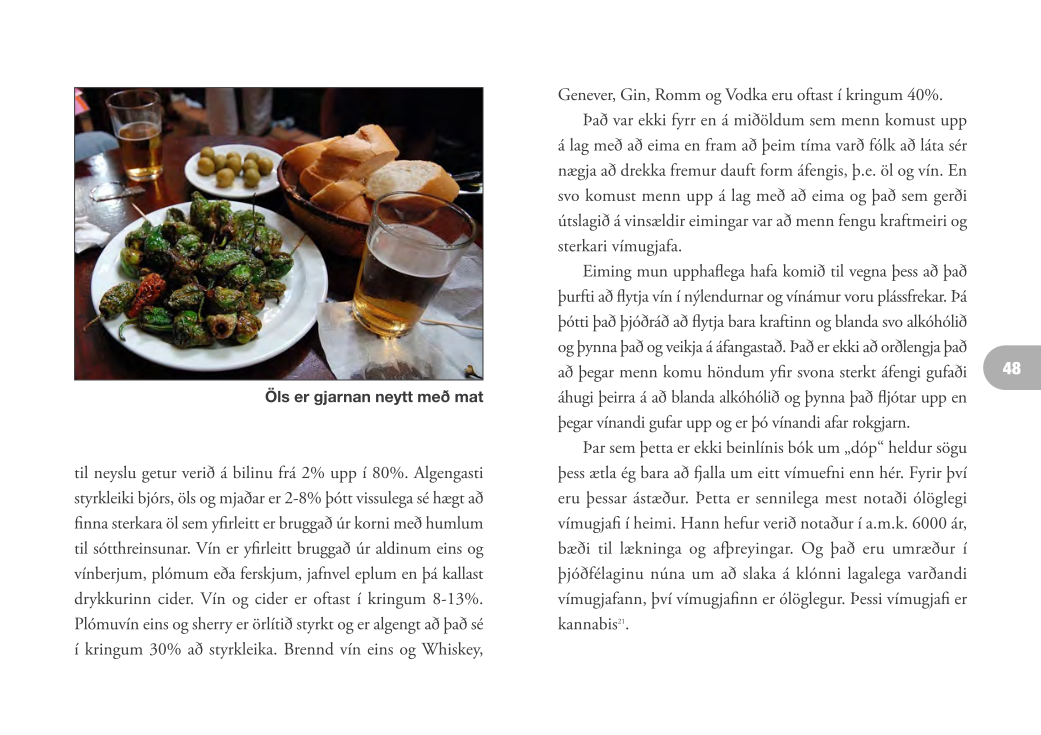 Öls er gjarnan neytt með mat
til neyslu getur verið á bilinu frá 2% upp í 80%. Algengasti
styrkleiki bjórs, öls og mjaðar er 2-8% þótt vissulega sé hægt að
finna sterkara öl sem yfirleitt er bruggað úr korni með humlum
til sótthreinsunar. Vín er yfirleitt bruggað úr aldinum eins og
vínberjum, plómum eða ferskjum, jafnvel eplum en þá kallast
drykkurinn cider. Vín og cider er oftast í kringum 8-13%.
Plómuvín eins og sherry er örlítið styrkt og er algengt að það sé
í kringum 30% að styrkleika. Brennd vín eins og Whiskey,
Genever, Gin, Romm og Vodka eru oftast í kringum 40%.
Það var ekki fyrr en á miðöldum sem menn komust upp
á lag með að eima en fram að þeim tíma varð fólk að láta sér
nægja að drekka fremur dauft form áfengis, þ.e. öl og vín. En
svo komust menn upp á lag með að eima og það sem gerði
útslagið á vinsældir eimingar var að menn fengu kraftmeiri og
sterkari vímugjafa.
Eiming mun upphaflega hafa komið til vegna þess að það
þurfti að flytja vín í nýlendurnar og vínámur voru plássfrekar. Þá
þótti það þjóðráð að flytja bara kraftinn og blanda svo alkóhólið
og þynna það og veikja á áfangastað. Það er ekki að orðlengja það
að þegar menn komu höndum yfir svona sterkt áfengi gufaði
áhugi þeirra á að blanda alkóhólið og þynna það fljótar upp en
þegar vínandi gufar upp og er þó vínandi afar rokgjarn.
Þar sem þetta er ekki beinlínis bók um „dóp“ heldur sögu
þess ætla ég bara að fjalla um eitt vímuefni enn hér. Fyrir því
eru þessar ástæður. Þetta er sennilega mest notaði ólöglegi
vímugjafi í heimi. Hann hefur verið notaður í a.m.k. 6000 ár,
bæði til lækninga og afþreyingar. Og það eru umræður í
þjóðfélaginu núna um að slaka á klónni lagalega varðandi
vímugjafann, því vímugjafinn er ólöglegur. Þessi vímugjafi er
kannabis²¹.
48